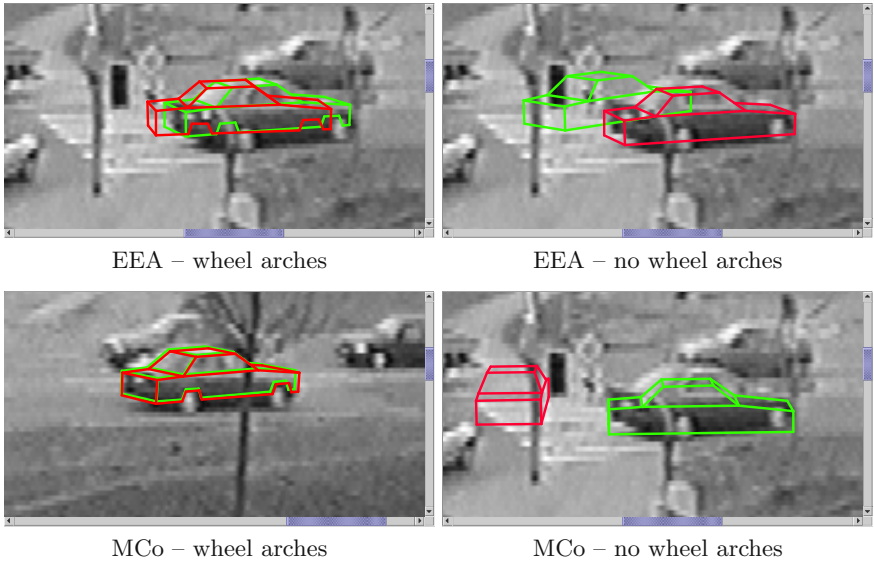 EEA – wheel arches
EEA – no wheel arches
MCo – wheel arches
MCo – no wheel arches